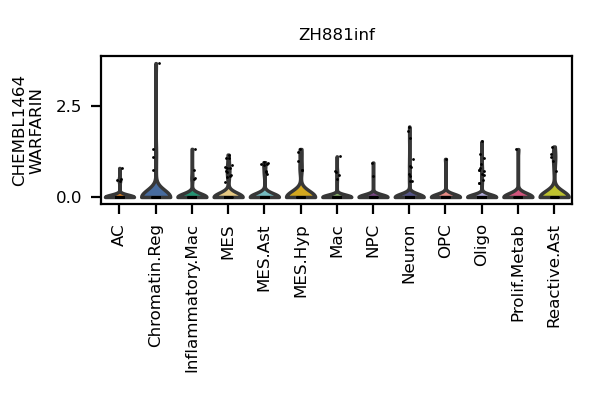 ZH881inf
CHEMBL1464
WARFARIN
2.5
0.0
AC
Chromatin.Reg
Inflammatory.Mac
MES
MES.Ast
MES.Hyp
Mac
NPC
Neuron
OPC
Oligo
Prolif.Metab
Reactive.Ast